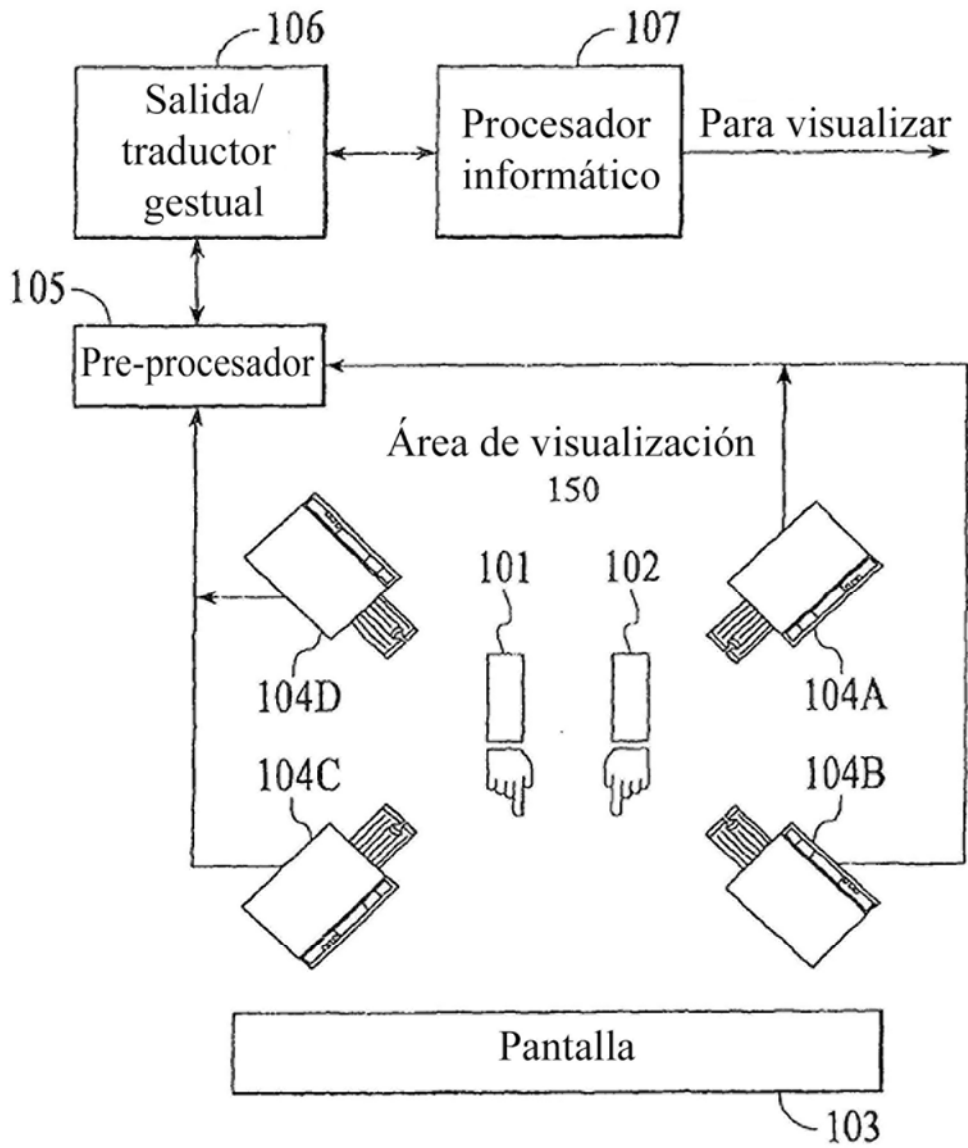 106
107
Salida/
traductor
gestual
Procesador
informático
Para visualizar
105
Pre-procesador
Área de visualización
150
101
102
104D
104A
104C
104B
Pantalla
103